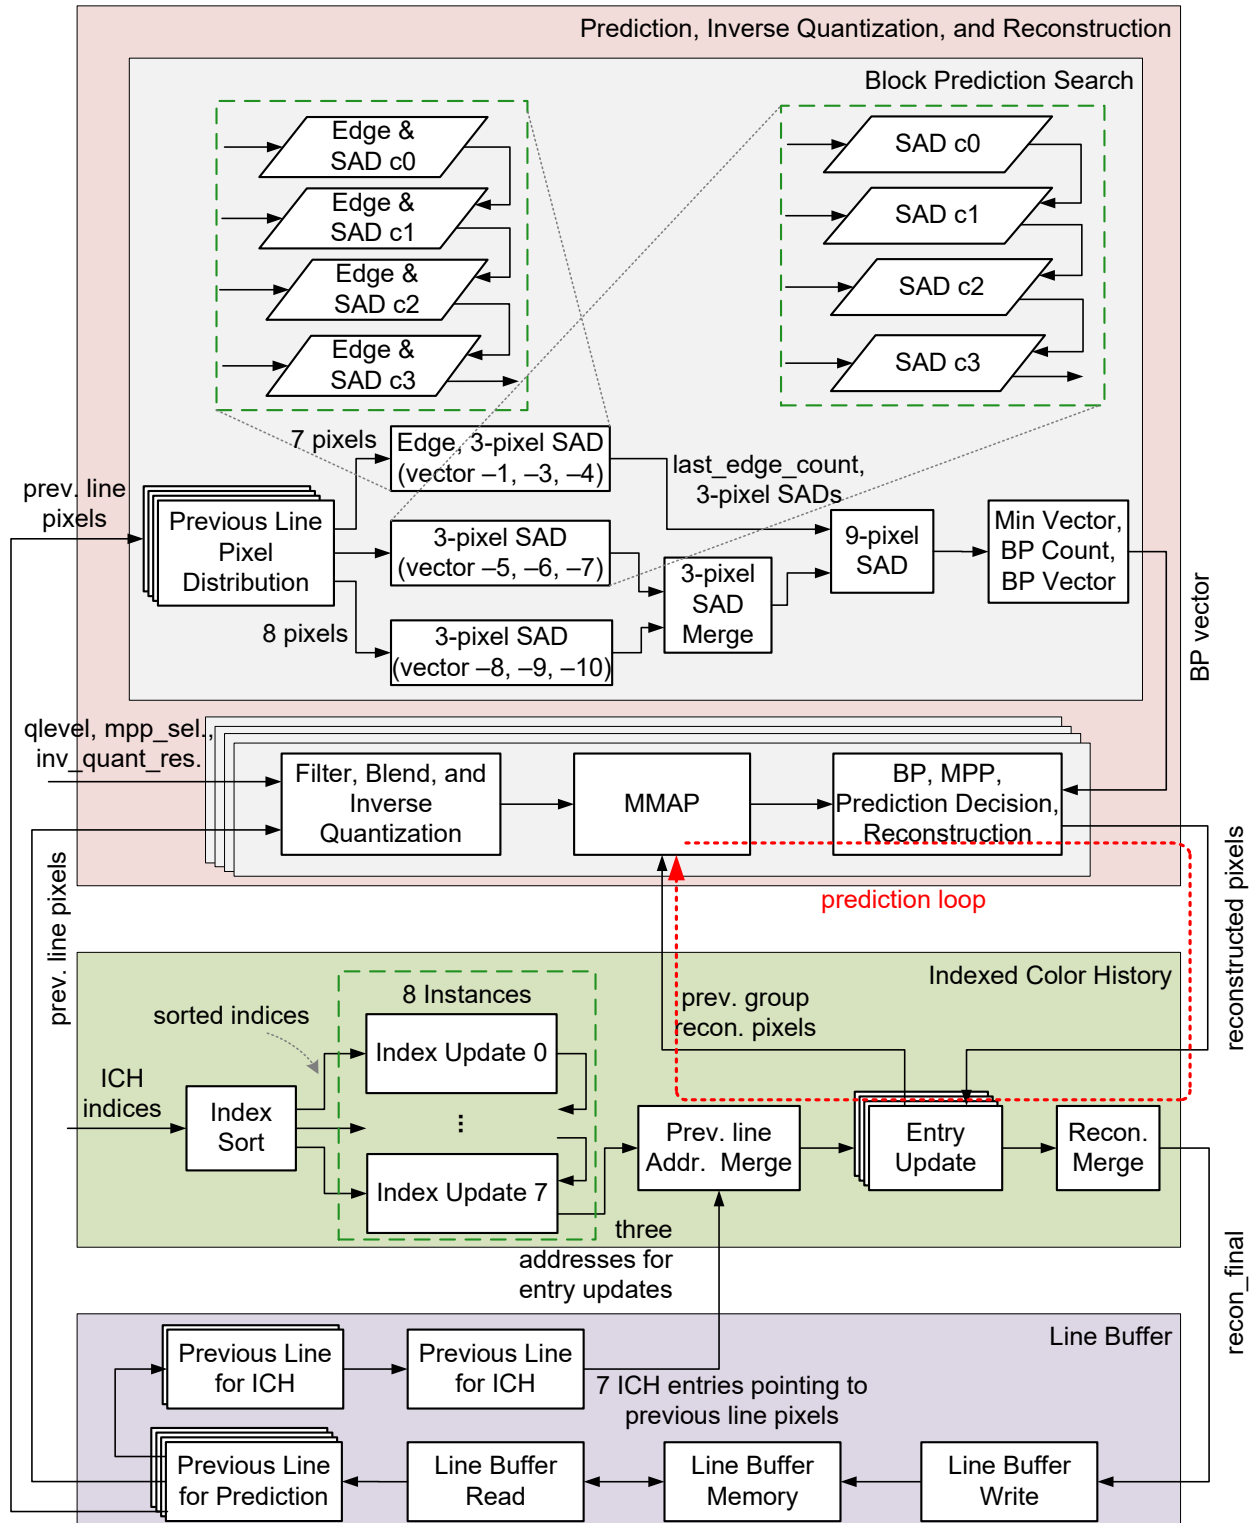 Prediction, Inverse Quantization, and Reconstruction
Block Prediction Search
Edge &
SAD c0
Edge &
SAD c1
Edge &
SAD c2
Edge &
SAD c3
SAD c0
SAD c1
SAD c2
SAD c3
prev. line
pixels
Previous Line
Pixel
Distribution
7 pixels
8 pixels
Edge, 3-pixel SAD
(vector –1, –3, –4)
3-pixel SAD
(vector –5, –6, –7)
3-pixel SAD
(vector –8, –9, –10)
last_edge_count,
3-pixel SADs
3-pixel
SAD
Merge
9-pixel
SAD
Min Vector,
BP Count,
BP Vector
BP vector
qlevel, mpp_sel.,
inv_quant_res.
Filter, Blend, and
Inverse
Quantization
MMAP
BP, MPP,
Prediction Decision,
Reconstruction
prediction loop
prev. line pixels
reconstructed pixels
Indexed Color History
8 Instances
sorted indices
ICH
indices
Index
Sort
Index Update 0
...
Index Update 7
prev. group
recon. pixels
Prev. line
Addr. Merge
Entry
Update
Recon.
Merge
three
addresses for
entry updates
recon_final
Line Buffer
Previous Line
for ICH
Previous Line
for ICH
7 ICH entries pointing to
previous line pixels
Previous Line
for Prediction
Line Buffer
Read
Line Buffer
Memory
Line Buffer
Write